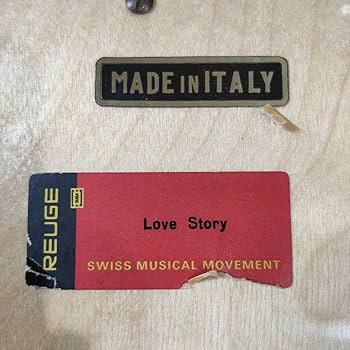 MADE IN ITALY
REUGE
Love Story
SWISS MUSICAL MOVEMENT